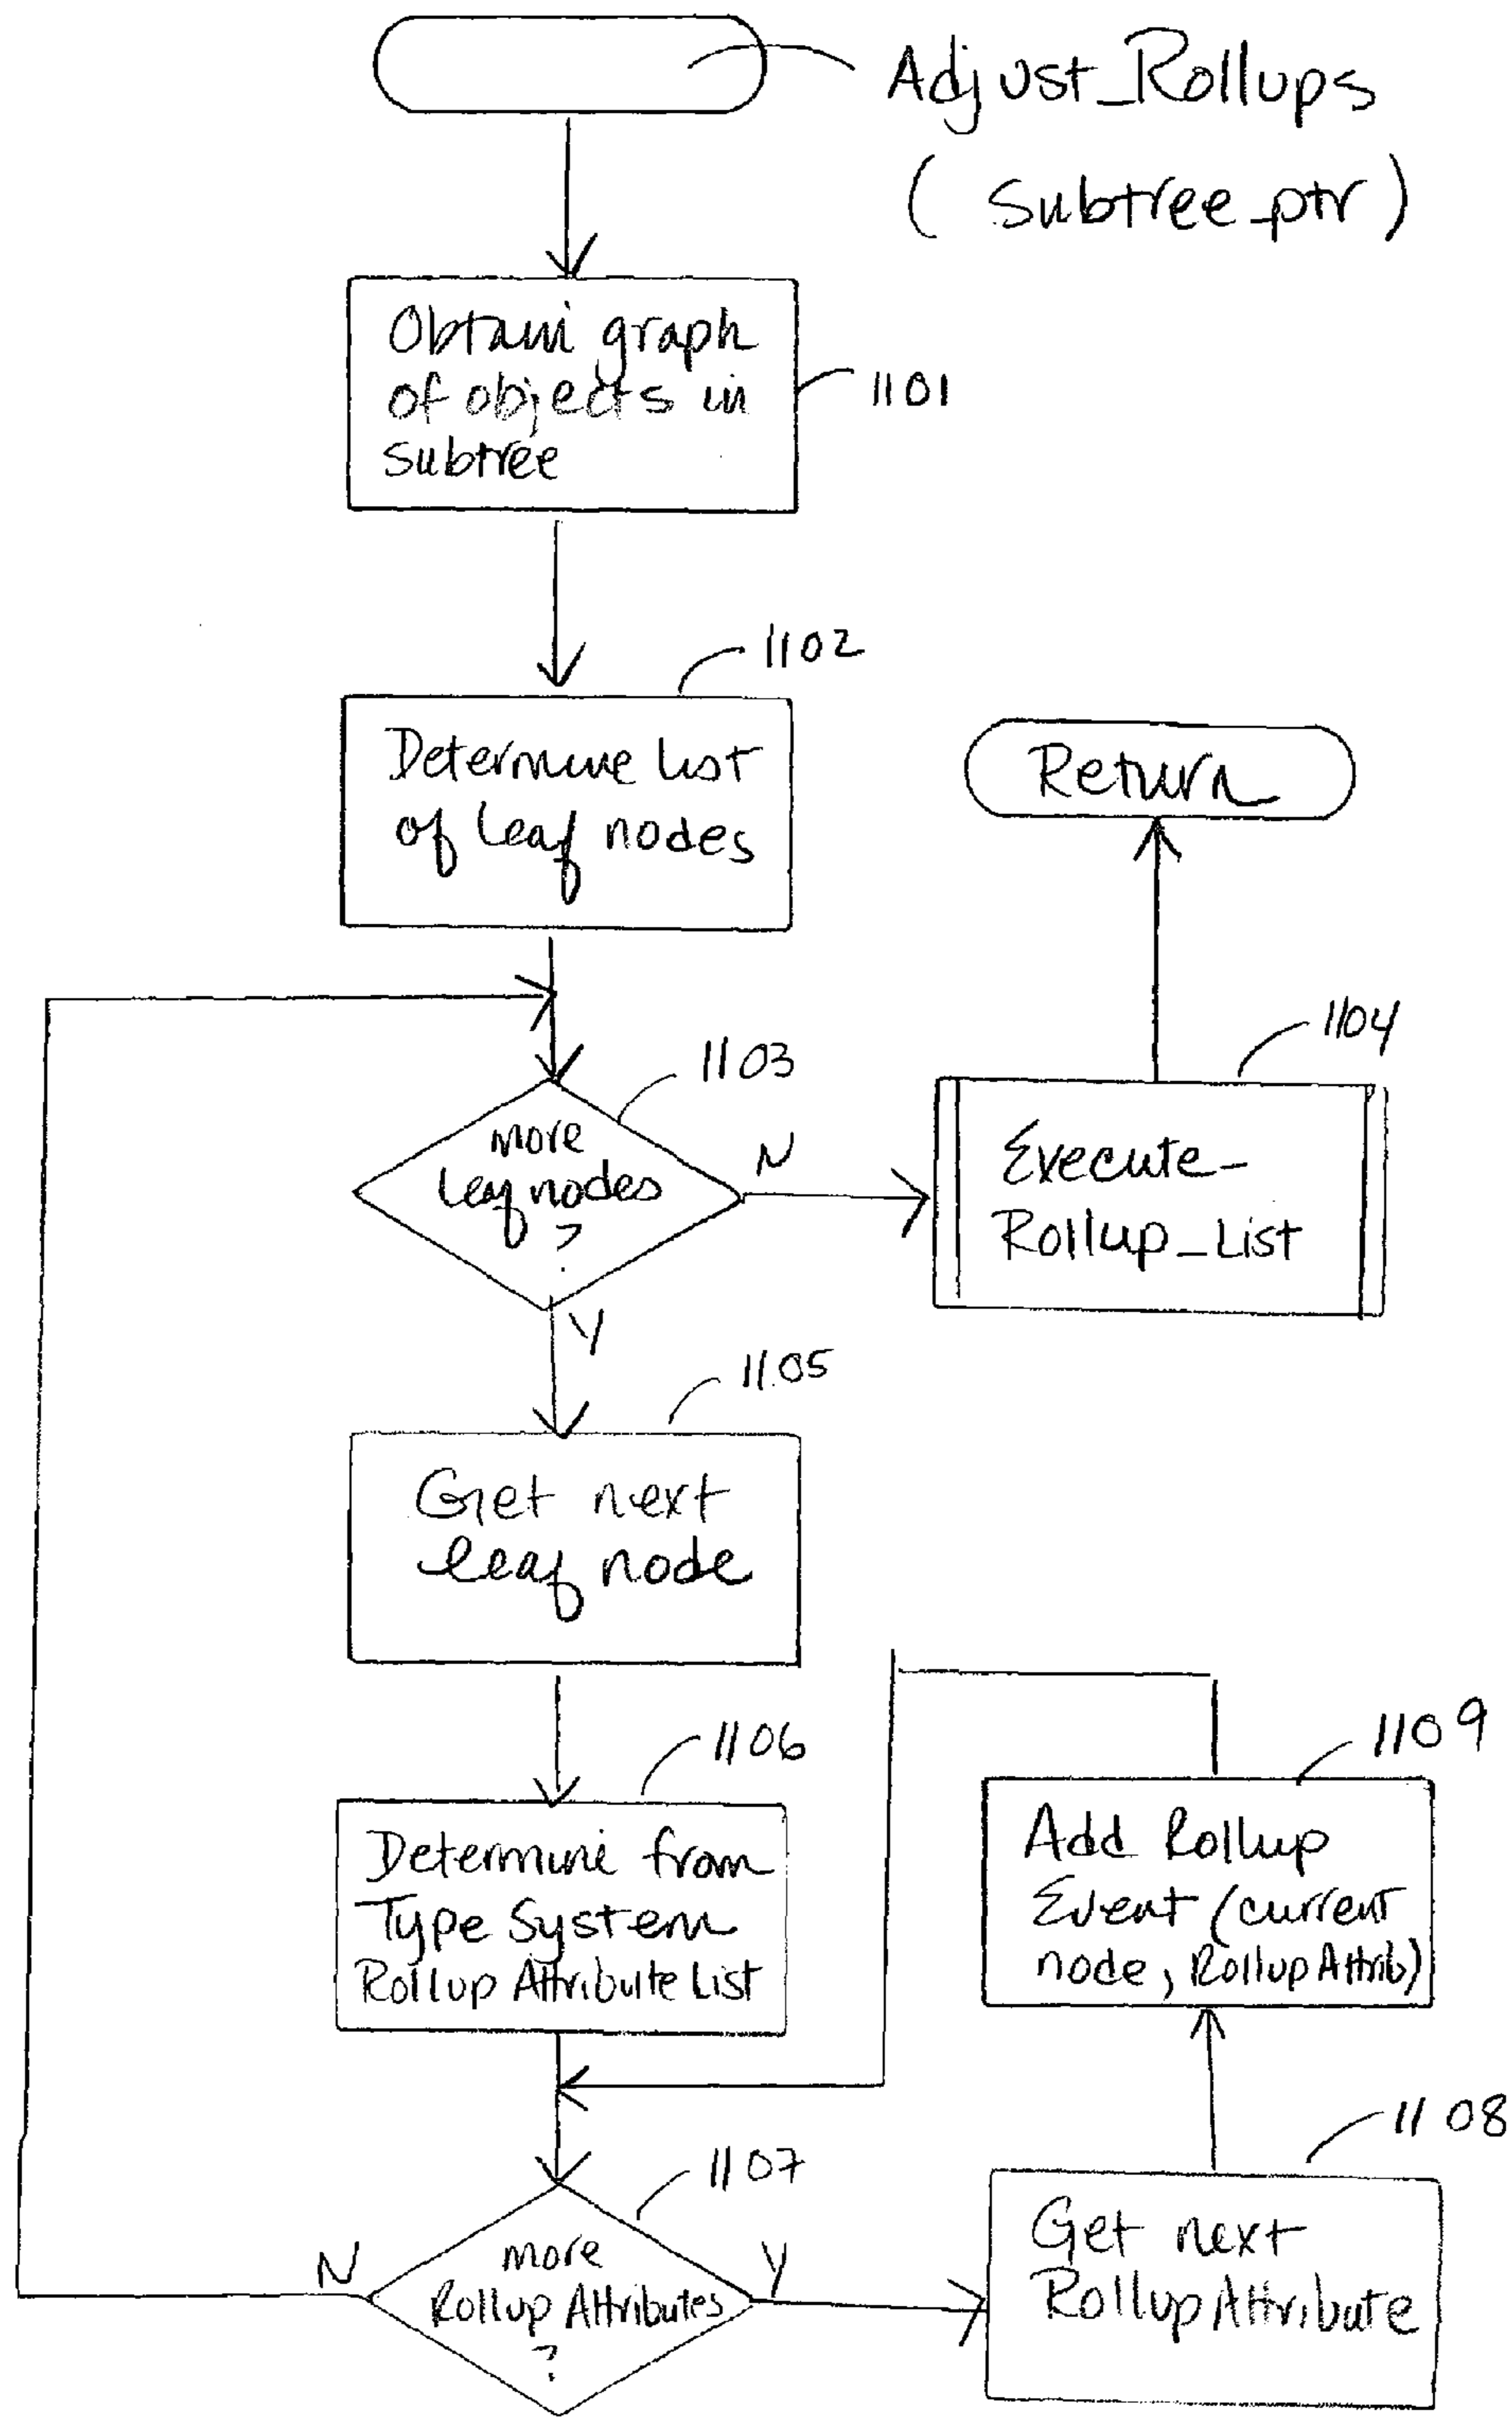 Adjust_Rollups
(Subtree_ptr)
Obtain graph
of objects in
subtree
1101
1102
Determine list
of leaf nodes
Return
1103
more
leaf nodes
?
N
Y
1104
Execute_
Rollup_List
1105
Get next
leaf node
1106
Determine from
Type System
Rollup Attribute List
1107
more
Rollup Attributes
?
N
Y
1108
Get next
Rollup Attribute
1109
Add Rollup
Event (current
node, Rollup Attrib)